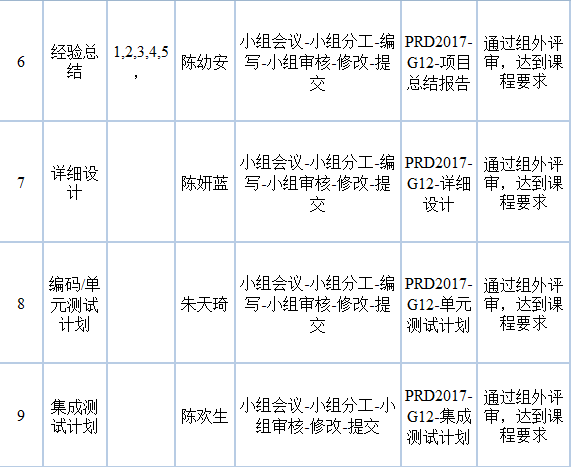 6
经验总
结
1,2,3,4,5
，
陈幼安
小组会议-小组分工-编
写-小组审核-修改-提
交
PRD2017-
G12-项目
总结报告
通过组外评
审，达到课
程要求
7
详细设
计
陈妍蓝
小组会议-小组分工-编
写-小组审核-修改-提
交
PRD2017-
G12-详细
设计
通过组外评
审，达到课
程要求
8
编码/单
元测试
计划
朱天琦
小组会议-小组分工-编
写-小组审核-修改-提
交
PRD2017-
G12-单元
测试计划
通过组外评
审，达到课
程要求
9
集成测
试计划
陈欢生
小组会议-小组分工-小
组审核-修改-提交
PRD2017-
G12-集成
测试计划
通过组外评
审，达到课
程要求